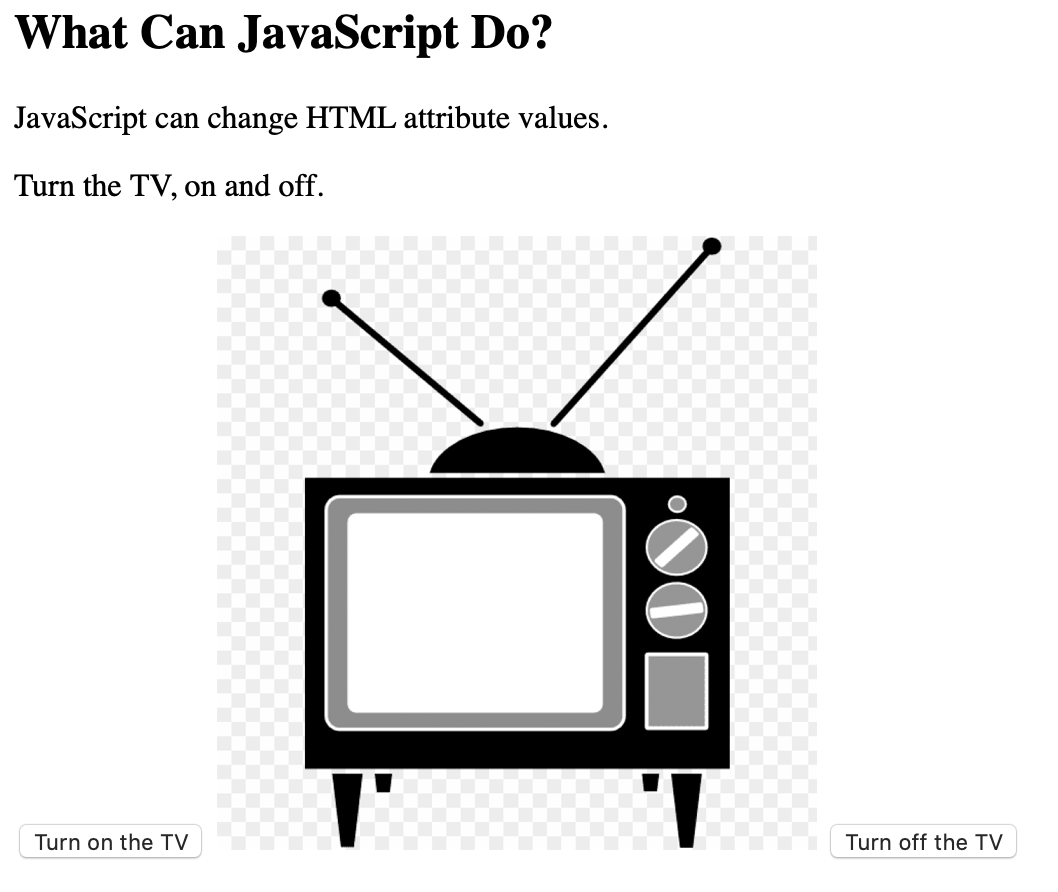 What Can JavaScript Do?
JavaScript can change HTML attribute values.
Turn the TV, on and off.
Turn on the TV
Turn off the TV